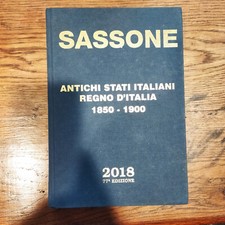 SASSONE
ANTICHI STATI ITALIANI
REGNO D'ITALIA
1850 - 1900
2018
77ª EDIZIONE